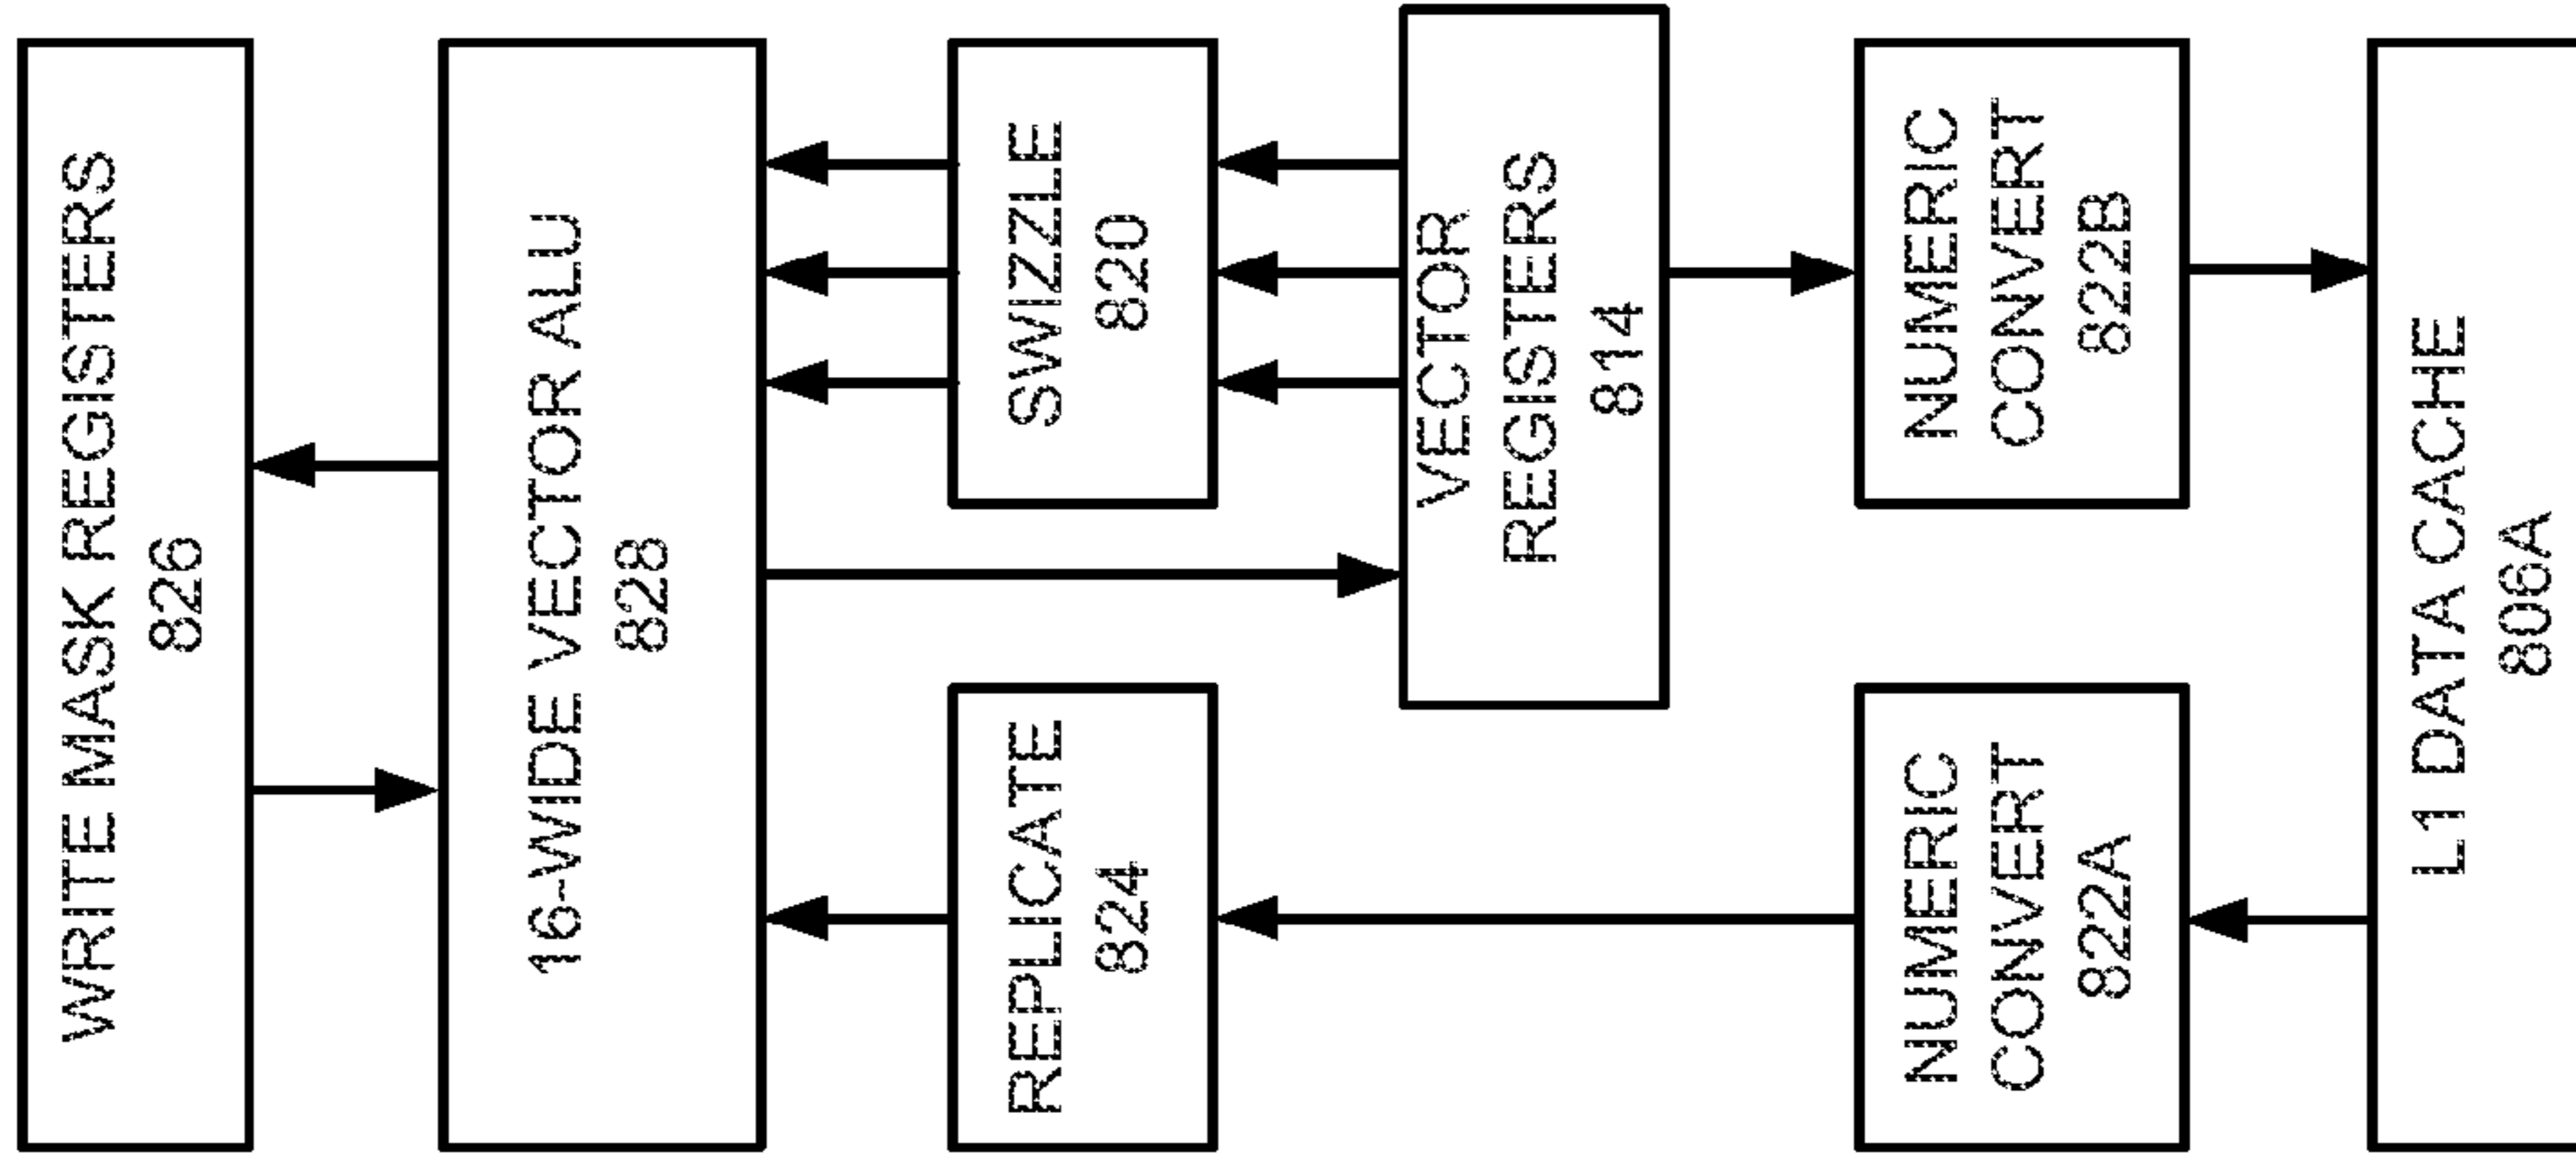 WRITE MASK REGISTERS
826
16-WIDE VECTOR ALU
828
REPLICATE
824
SWIZZLE
820
VECTOR
REGISTERS
814
NUMERIC
CONVERT
822A
NUMERIC
CONVERT
822B
L1 DATA CACHE
806A